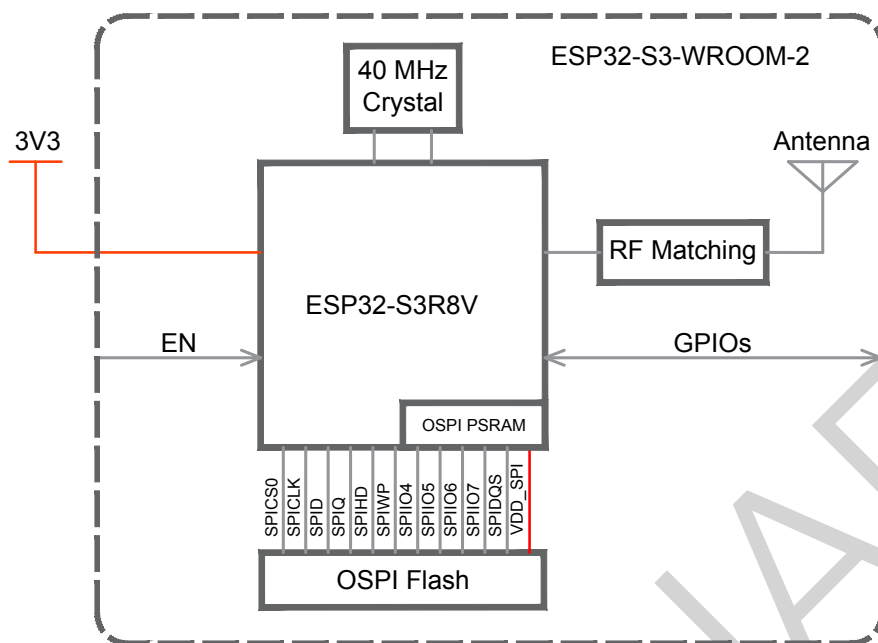 ESP32-S3-WROOM-2
40 MHz
Crystal
3V3
Antenna
RF Matching
ESP32-S3R8V
EN
GPIOs
OSPI PSRAM
SPICS0
SPICLK
SPID
SPIQ
SPIHD
SPIWP
SPIIO4
SPIIO5
SPIIO6
SPIIO7
SPIDQS
VDD_SPI
OSPI Flash